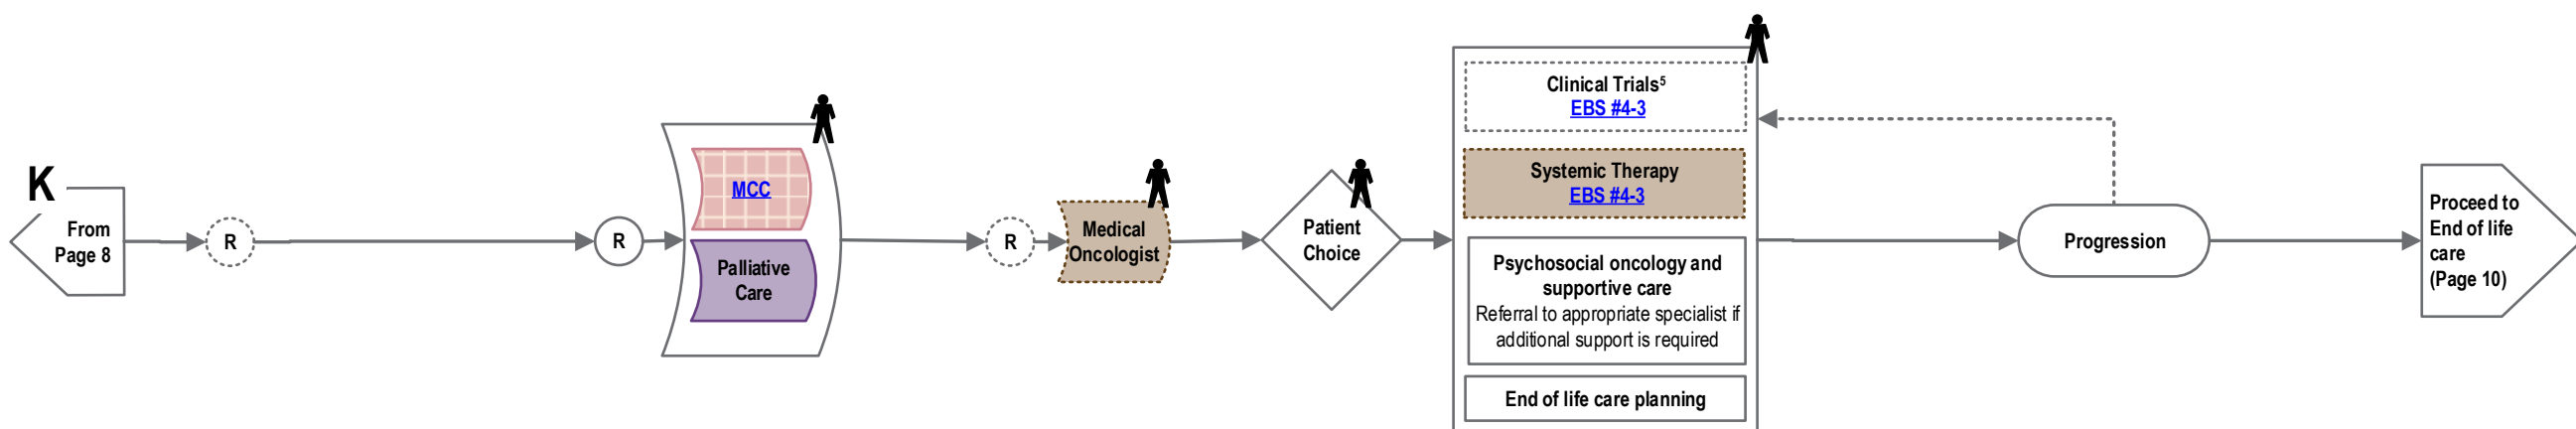 K
From
Page 8
R
R
MCC
Palliative
Care
R
Medical
Oncologist
Patient
Choice
Clinical Trials⁵
EBS #4-3
Systemic Therapy
EBS #4-3
Psychosocial oncology and
supportive care
Referral to appropriate specialist if
additional support is required
End of life care planning
Progression
Proceed to
End of life
care
(Page 10)